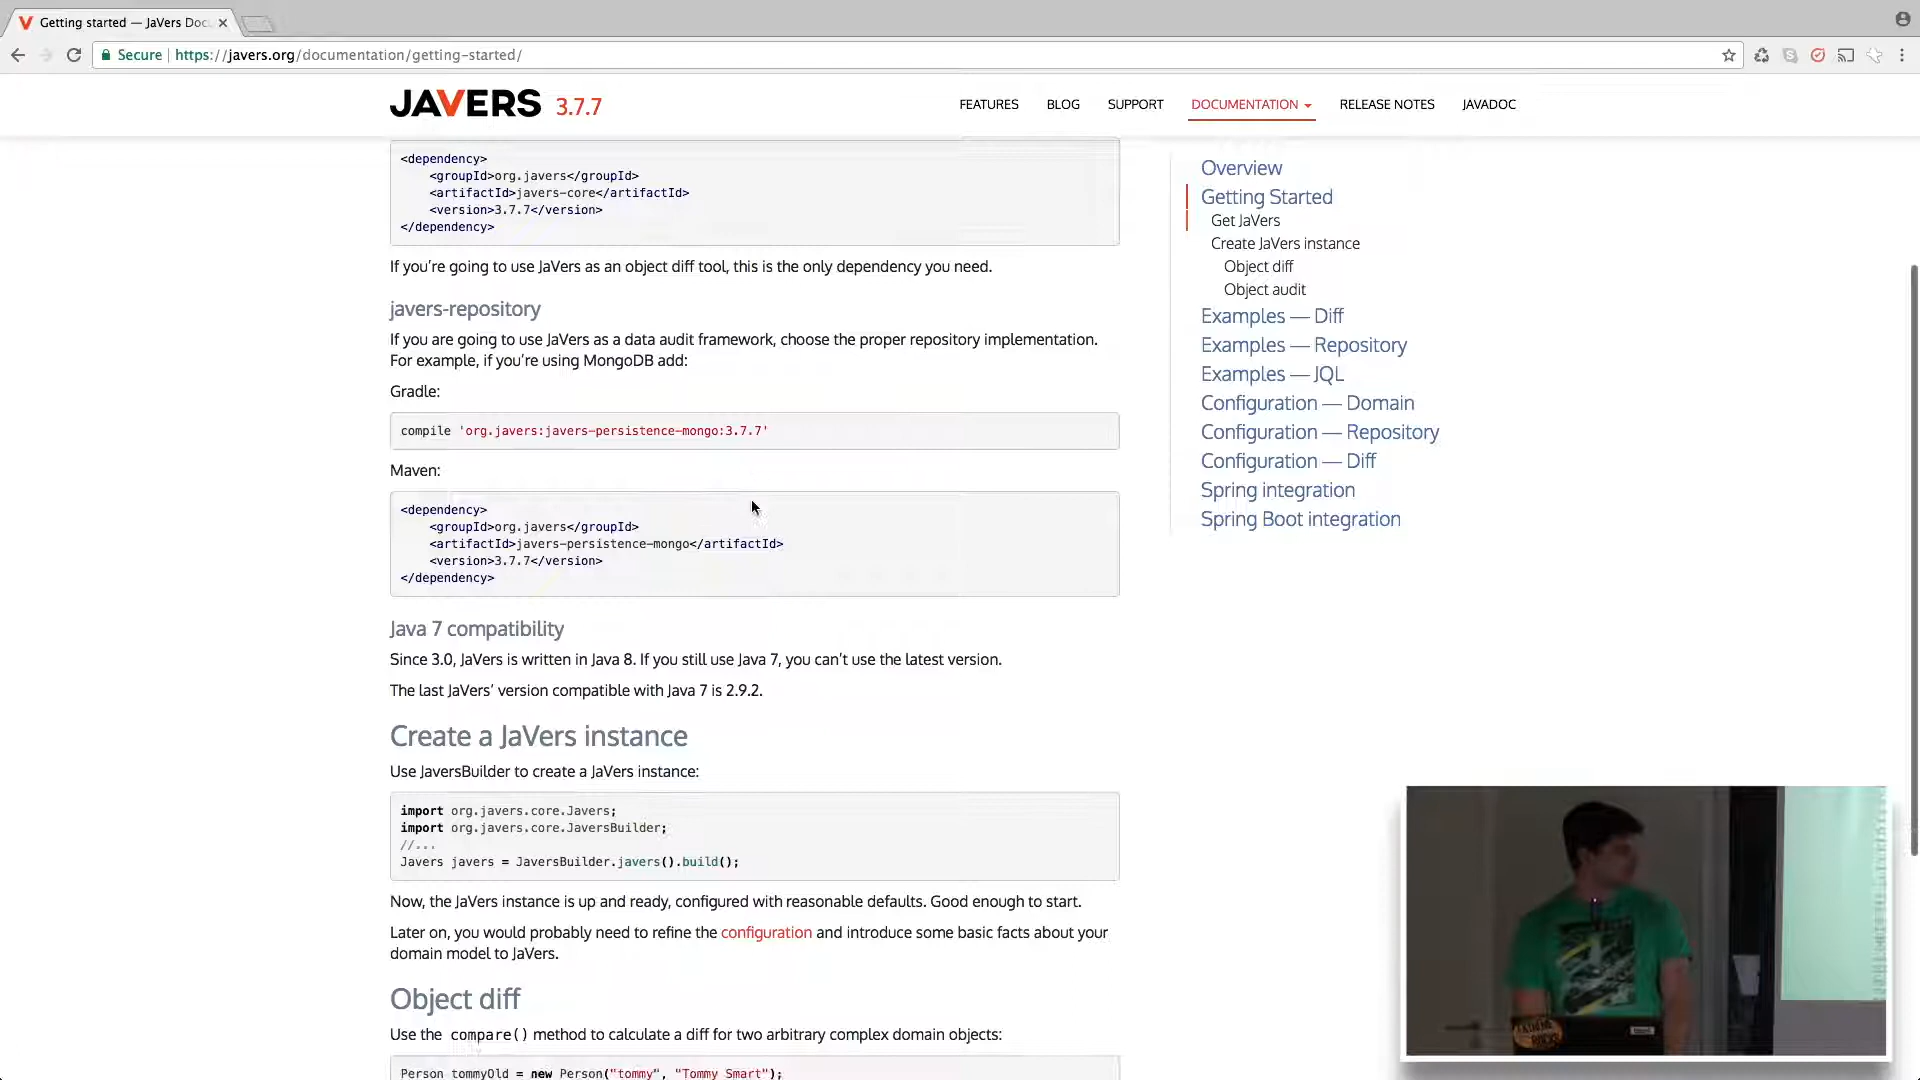 Getting started — JaVers Doc
Secure | https://javers.org/documentation/getting-started/
JAVERS 3.7.7
FEATURES BLOG SUPPORT DOCUMENTATION RELEASE NOTES JAVADOC
<dependency>
<groupId>org.javers</groupId>
<artifactId>javers-core</artifactId>
<version>3.7.7</version>
</dependency>
If you're going to use JaVers as an object diff tool, this is the only dependency you need.
javers-repository
If you are going to use JaVers as a data audit framework, choose the proper repository implementation.
For example, if you're using MongoDB add:
Gradle:
compile 'org.javers:javers-persistence-mongo:3.7.7'
Maven:
<dependency>
<groupId>org.javers</groupId>
<artifactId>javers-persistence-mongo</artifactId>
<version>3.7.7</version>
</dependency>
Java 7 compatibility
Since 3.0, JaVers is written in Java 8. If you still use Java 7, you can't use the latest version.
The last JaVers' version compatible with Java 7 is 2.9.2.
Create a JaVers instance
Use JaversBuilder to create a JaVers instance:
import org.javers.core.Javers;
import org.javers.core.JaversBuilder;
//...
Javers javers = JaversBuilder.javers().build();
Now, the JaVers instance is up and ready, configured with reasonable defaults. Good enough to start.
Later on, you would probably need to refine the configuration and introduce some basic facts about your
domain model to JaVers.
Object diff
Use the compare() method to calculate a diff for two arbitrary complex domain objects:
Person tommyOld = new Person("tommy", "Tommy Smart");
Overview
Getting Started
Get JaVers
Create JaVers instance
Object diff
Object audit
Examples — Diff
Examples — Repository
Examples — JQL
Configuration — Domain
Configuration — Repository
Configuration — Diff
Spring integration
Spring Boot integration